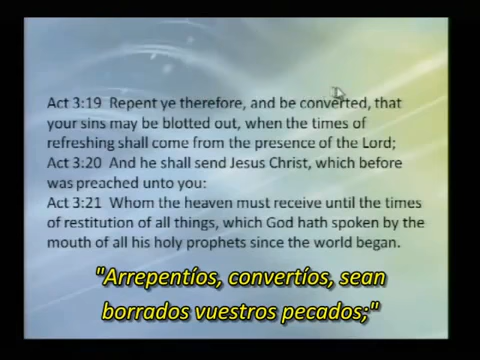 Act 3:19  Repent ye therefore, and be converted, that
your sins may be blotted out, when the times of
refreshing shall come from the presence of the Lord;
Act 3:20  And he shall send Jesus Christ, which before
was preached unto you:
Act 3:21  Whom the heaven must receive until the times
of restitution of all things, which God hath spoken by the
mouth of all his holy prophets since the world began.
"Arrepentíos, convertíos, sean
borrados vuestros pecados;"